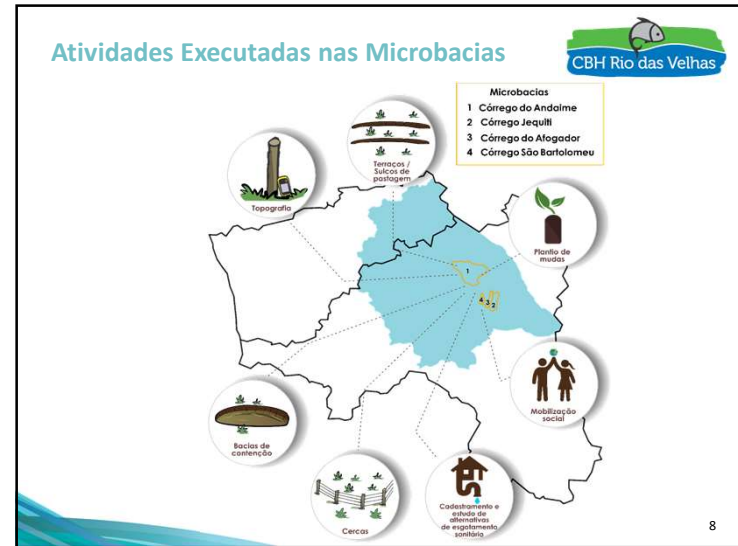 Atividades Executadas nas Microbacias
CBH Rio das Velhas
Microbacias
1 Córrego do Andaime
2 Córrego Jequiti
3 Córrego do Afogador
4 Córrego São Bartolomeu
Terraços /
Sulcos de
pastagem
Topografia
Plantio de
mudas
1
4 3 2
Mobilização
social
Bacias de
contenção
Cercas
Cadastramento e
estudo de
alternativas
de esgotamento
sanitário
8